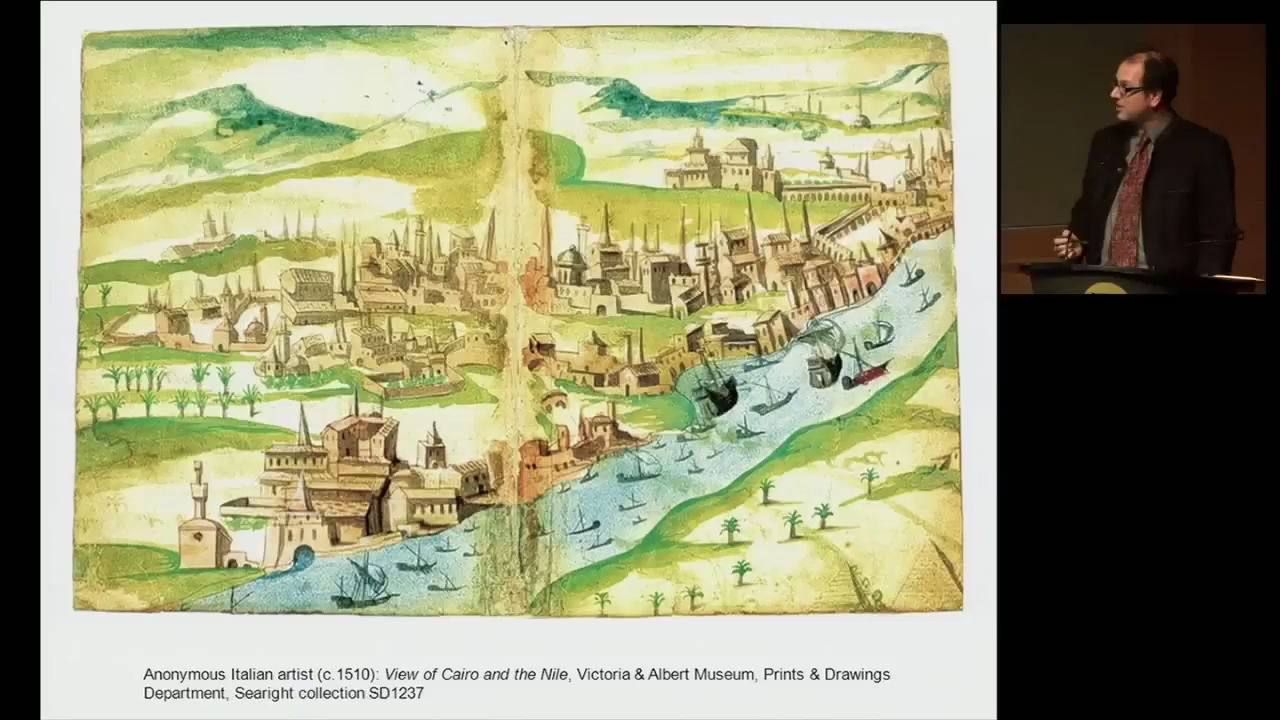 Anonymous Italian artist (c.1510): View of Cairo and the Nile, Victoria & Albert Museum, Prints & Drawings
Department, Searight collection SD1237